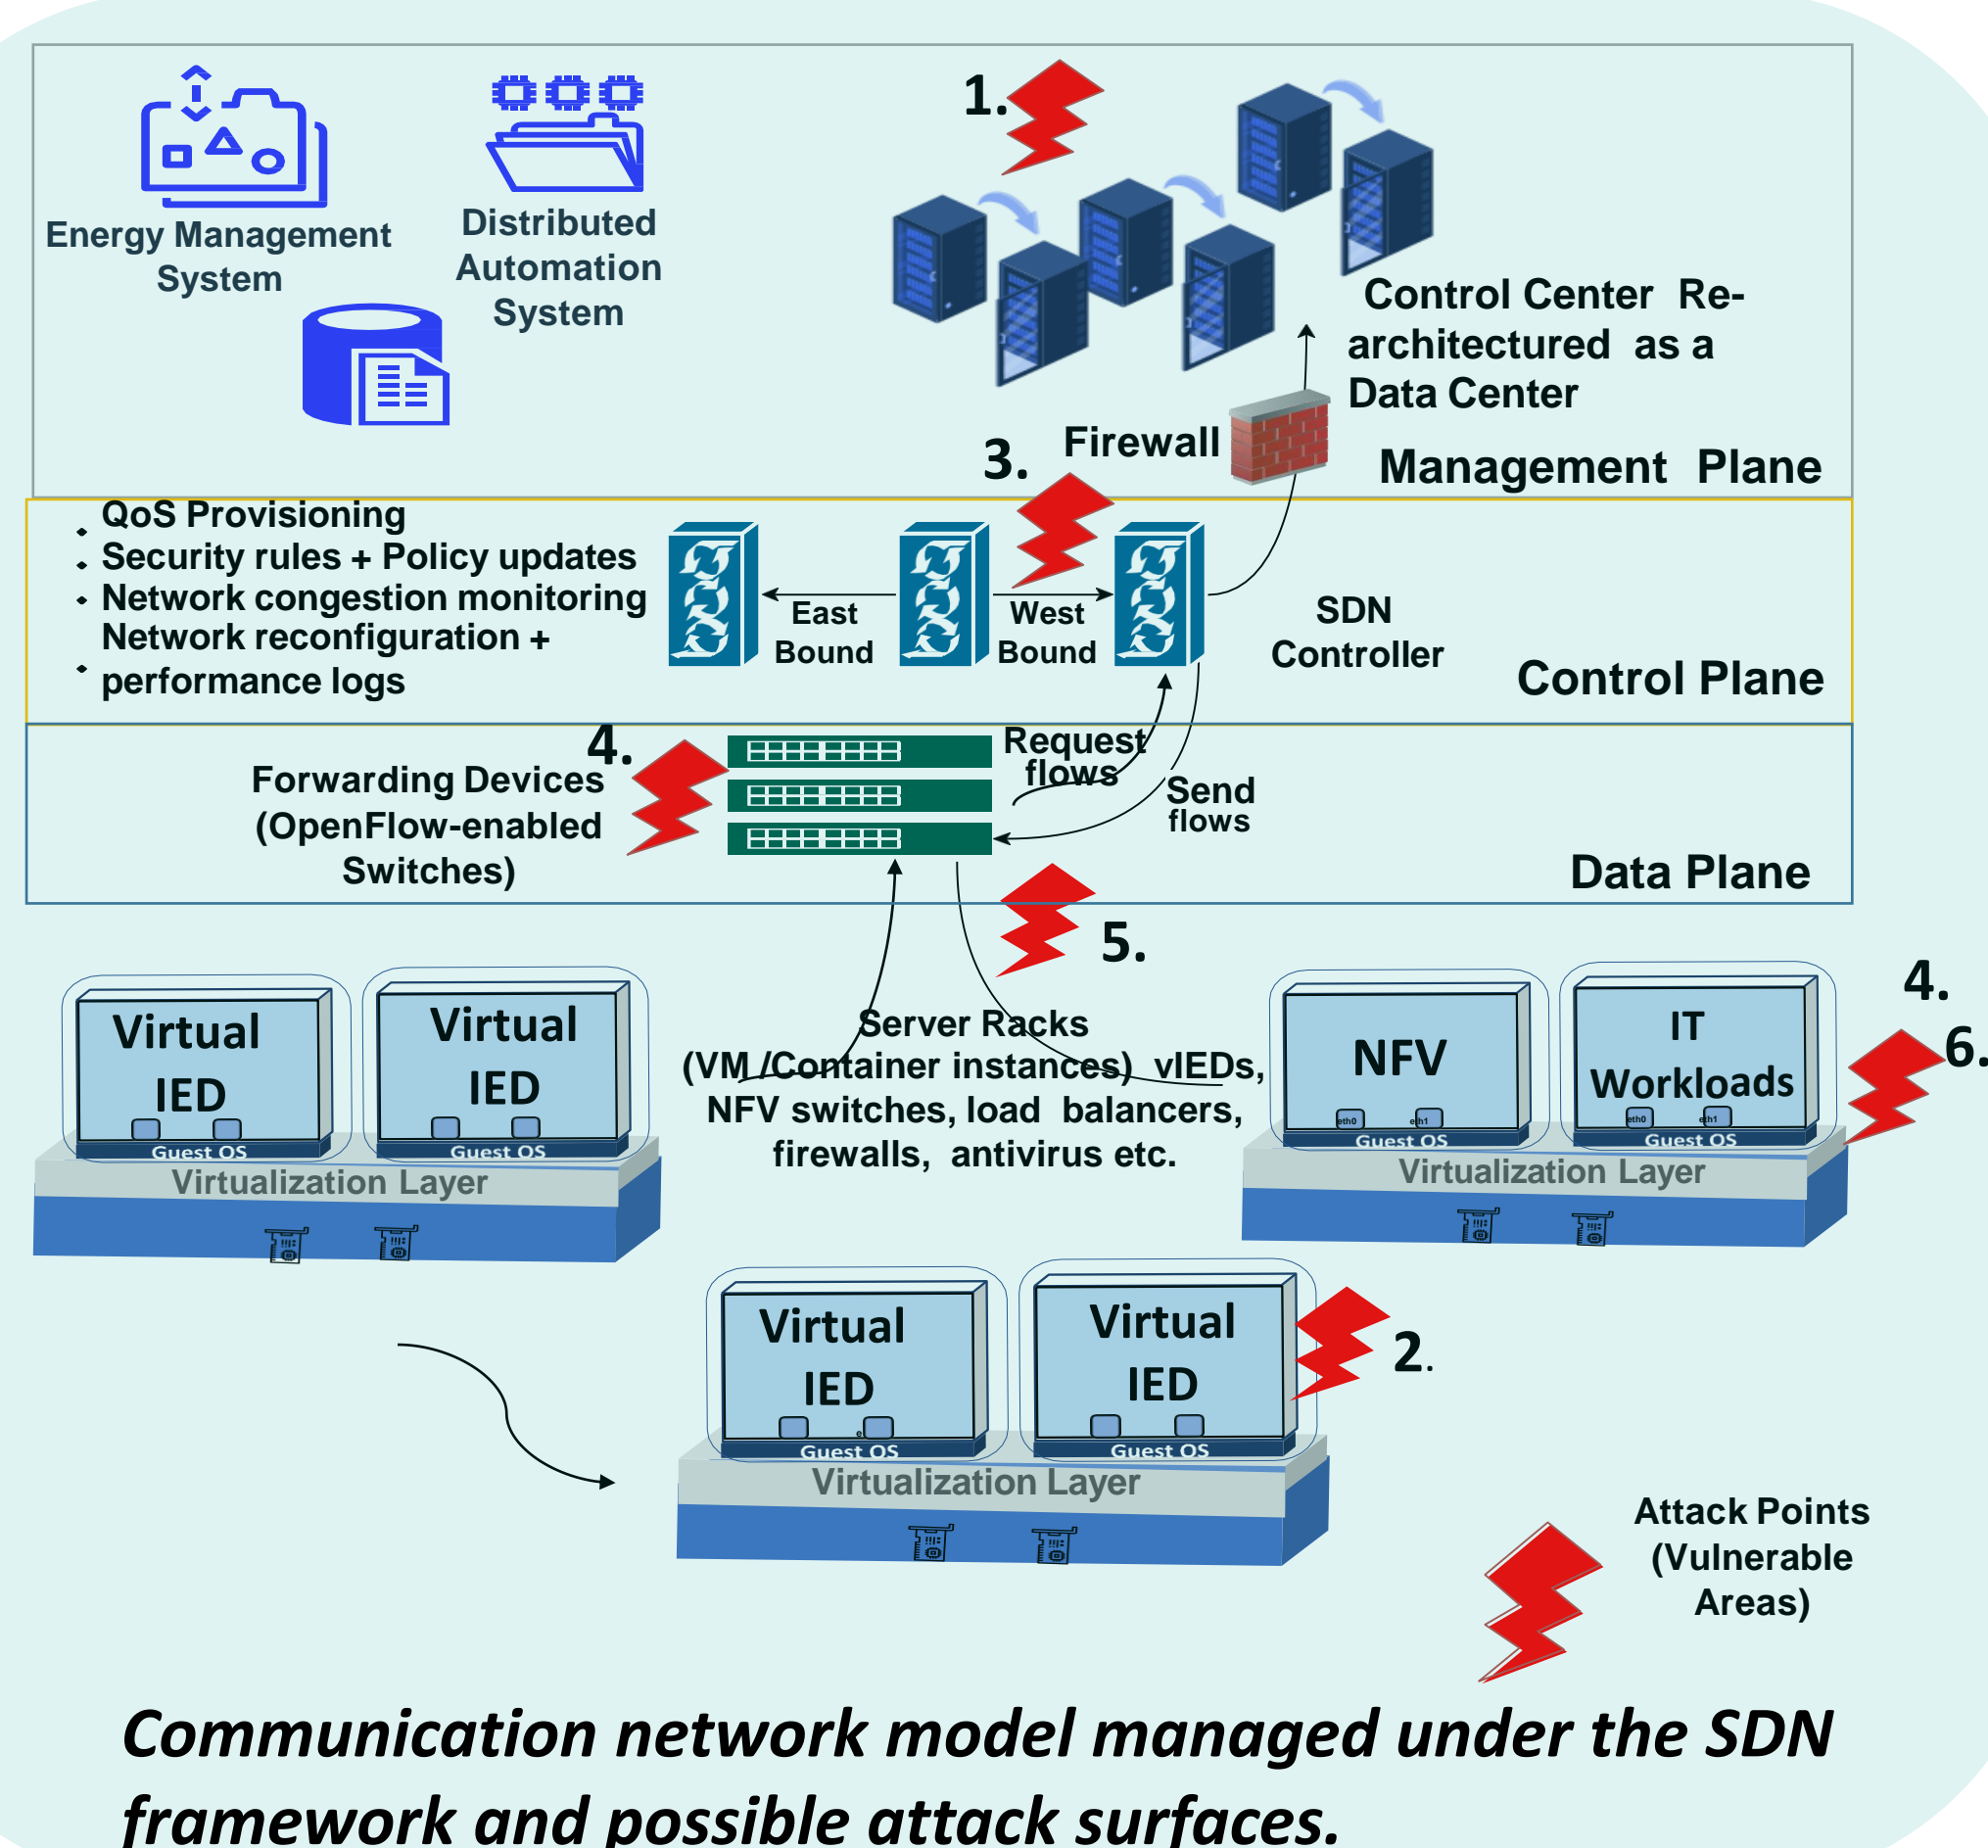 1.
Energy Management
System
Distributed
Automation
System
Control Center Re-
architectured as a
Data Center
Firewall
Management Plane
3.
QoS Provisioning
Security rules + Policy updates
Network congestion monitoring
Network reconfiguration +
performance logs
East
Bound
West
Bound
SDN
Controller
Control Plane
4.
Forwarding Devices
(OpenFlow-enabled
Switches)
Request
flows
Send
flows
Data Plane
5.
Virtual
IED
Guest OS
Virtual
IED
Guest OS
Virtualization Layer
Server Racks
(VM /Container instances) vIEDs,
NFV switches, load balancers,
firewalls, antivirus etc.
NFV
eth0 eth1
Guest OS
IT
Workloads
eth0 eth1
Guest OS
Virtualization Layer
4.
6.
Virtual
IED
e
Guest OS
Virtual
IED
Guest OS
Virtualization Layer
2.
Attack Points
(Vulnerable
Areas)
Communication network model managed under the SDN
framework and possible attack surfaces.